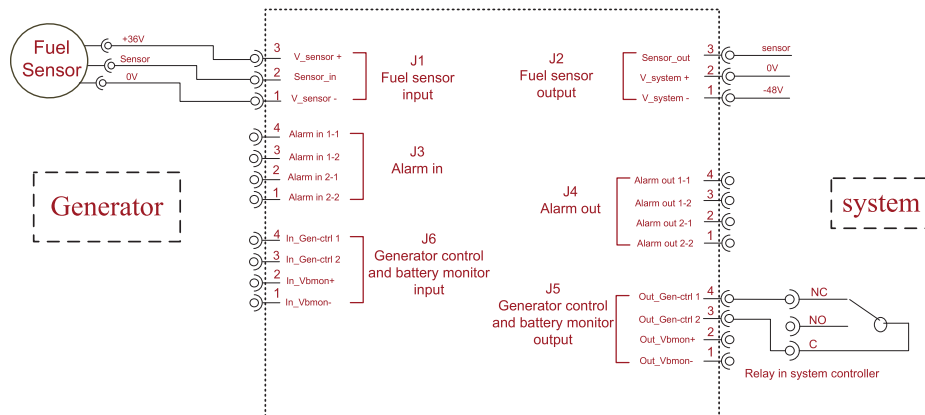 Fuel
Sensor
+36V
Sensor
0V
3 V_sensor +
2 Sensor_in
1 V_sensor -
J1
Fuel sensor
input
J2
Fuel sensor
output
Sensor_out 3 sensor
V_system + 2 0V
V_system - 1 -48V
4 Alarm in 1-1
3 Alarm in 1-2
2 Alarm in 2-1
1 Alarm in 2-2
J3
Alarm in
Generator
J4
Alarm out
Alarm out 1-1 4
Alarm out 1-2 3
Alarm out 2-1 2
Alarm out 2-2 1
system
4 In_Gen-ctrl 1
3 In_Gen-ctrl 2
2 In_Vbmon+
1 In_Vbmon-
J6
Generator control
and battery monitor
input
J5
Generator control
and battery monitor
output
Out_Gen-ctrl 1 4
Out_Gen-ctrl 2 3
Out_Vbmon+ 2
Out_Vbmon- 1
NC
NO
C
Relay in system controller